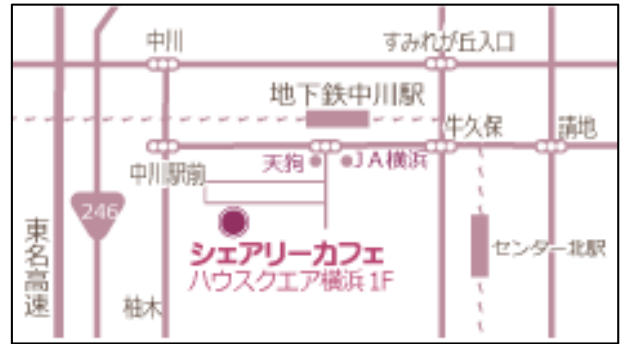 中川
すみれが丘入口
地下鉄中川駅
牛久保
請地
中川駅前
天狗
JA横浜
246
シェアリーカフェ
ハウスクエア横浜 1F
センター北駅
東名高速
柚木